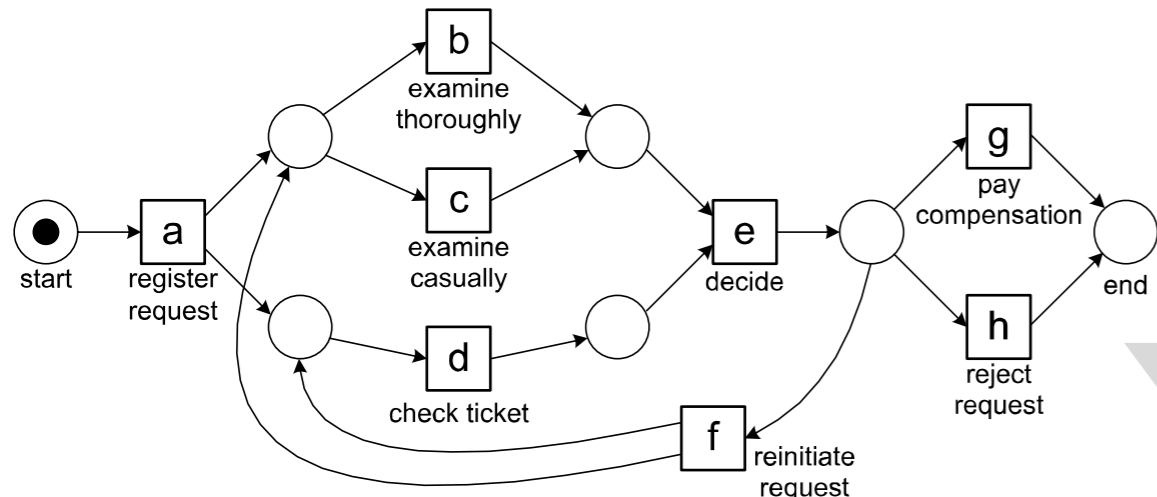 b
examine
thoroughly
c
examine
casually
start
a
register
request
d
check ticket
e
decide
f
reinitiate
request
g
pay
compensation
h
reject
request
end